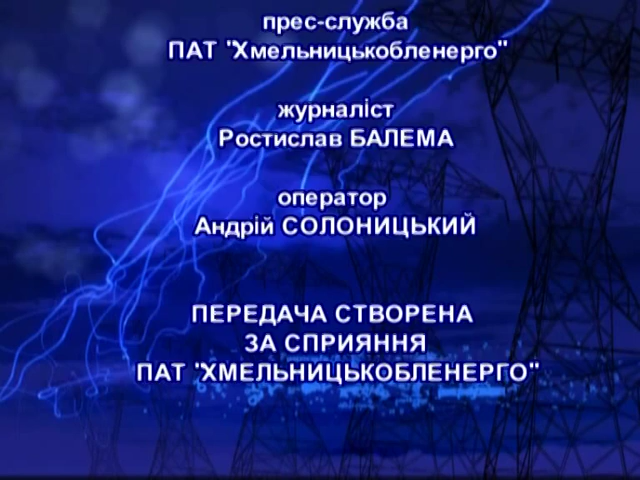 прес-служба
ПАТ "Хмельницькобленерго"
журналіст
Ростислав БАЛЕМА
оператор
Андрій СОЛОНИЦЬКИЙ
ПЕРЕДАЧА СТВОРЕНА
ЗА СПРИЯННЯ
ПАТ "ХМЕЛЬНИЦЬКОБЛЕНЕРГО"